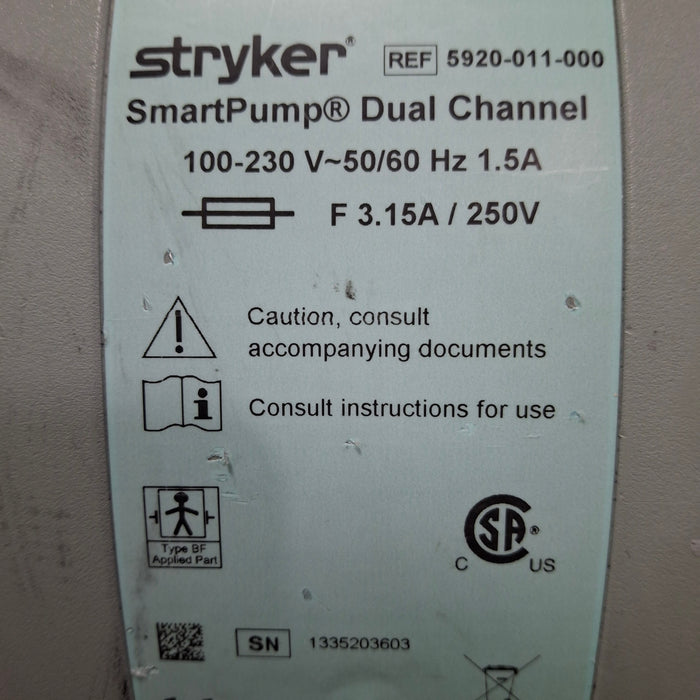 stryker® REF 5920-011-000
SmartPump® Dual Channel
100-230 V~50/60 Hz 1.5A
F 3.15A / 250V
Caution, consult
accompanying documents
Consult instructions for use
Type BF
Applied Part
CSA®
C US
SN 1335203603